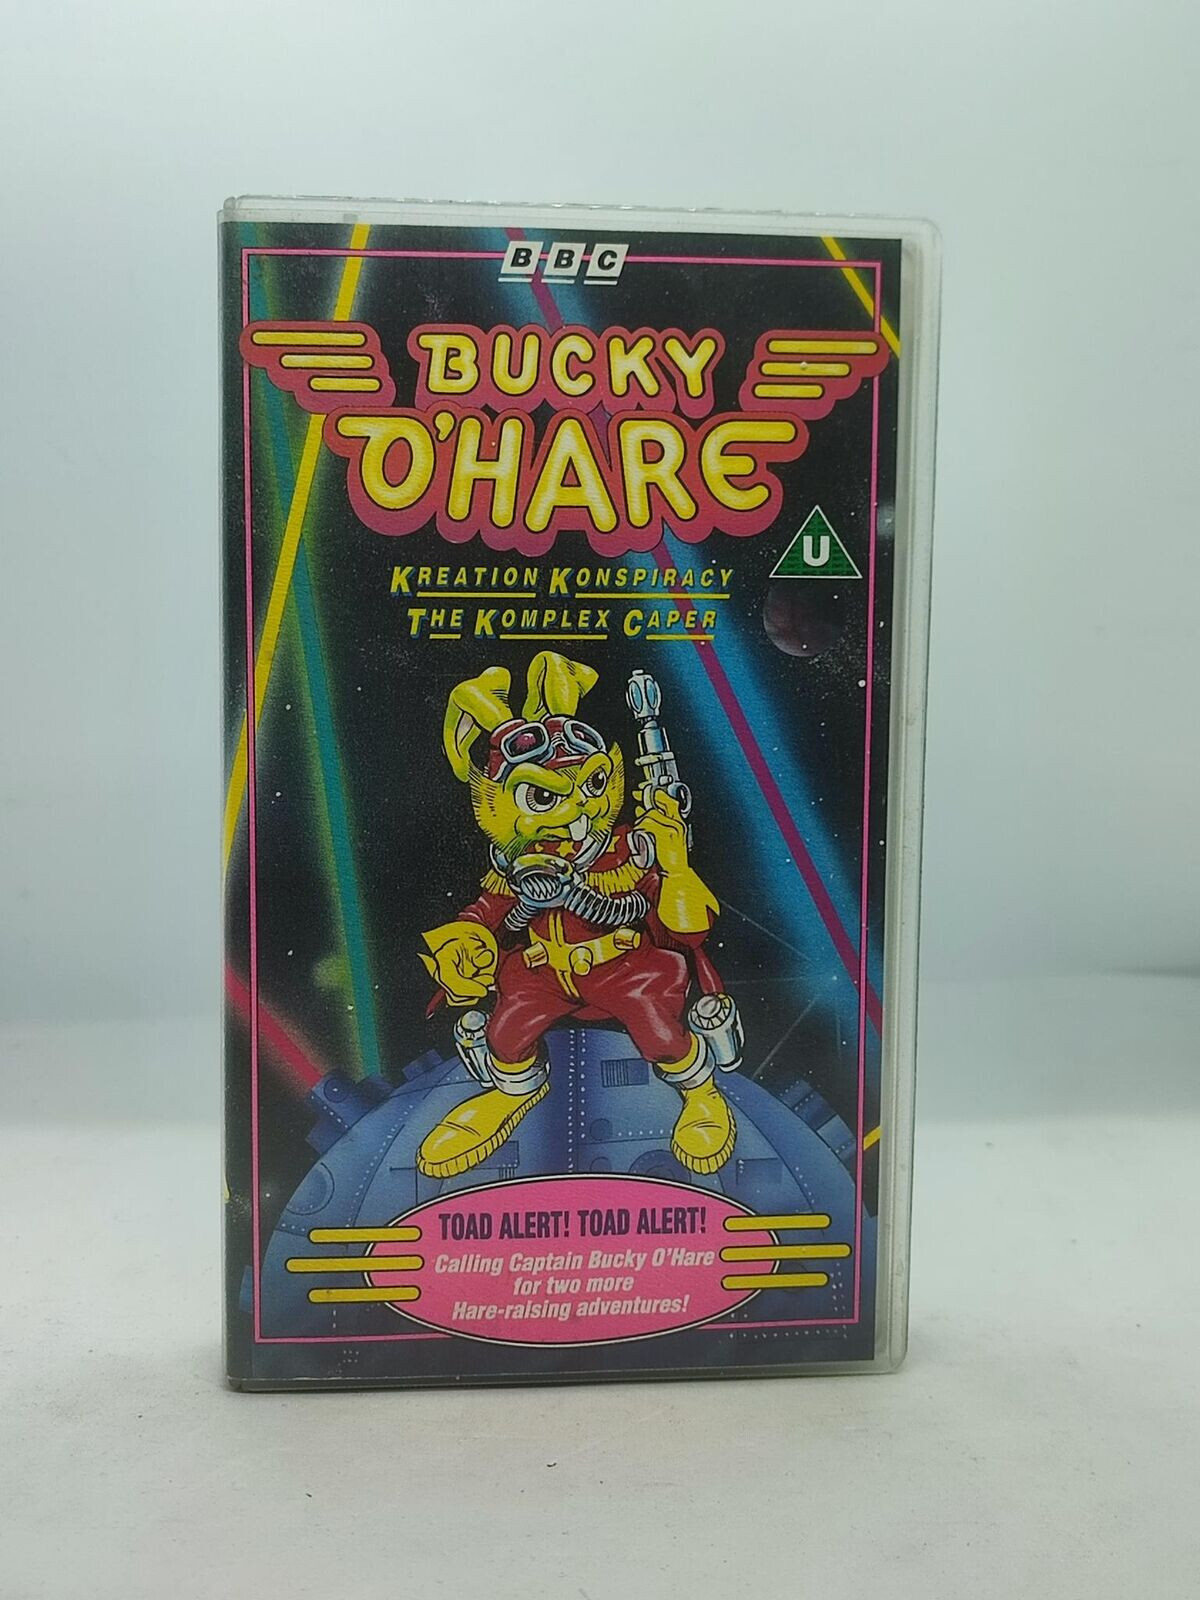 BBC
BUCKY
O'HARE
U
KREATION KONSPIRACY
THE KOMPLEX CAPER
TOAD ALERT! TOAD ALERT!
Calling Captain Bucky O'Hare
for two more
Hare-raising adventures!